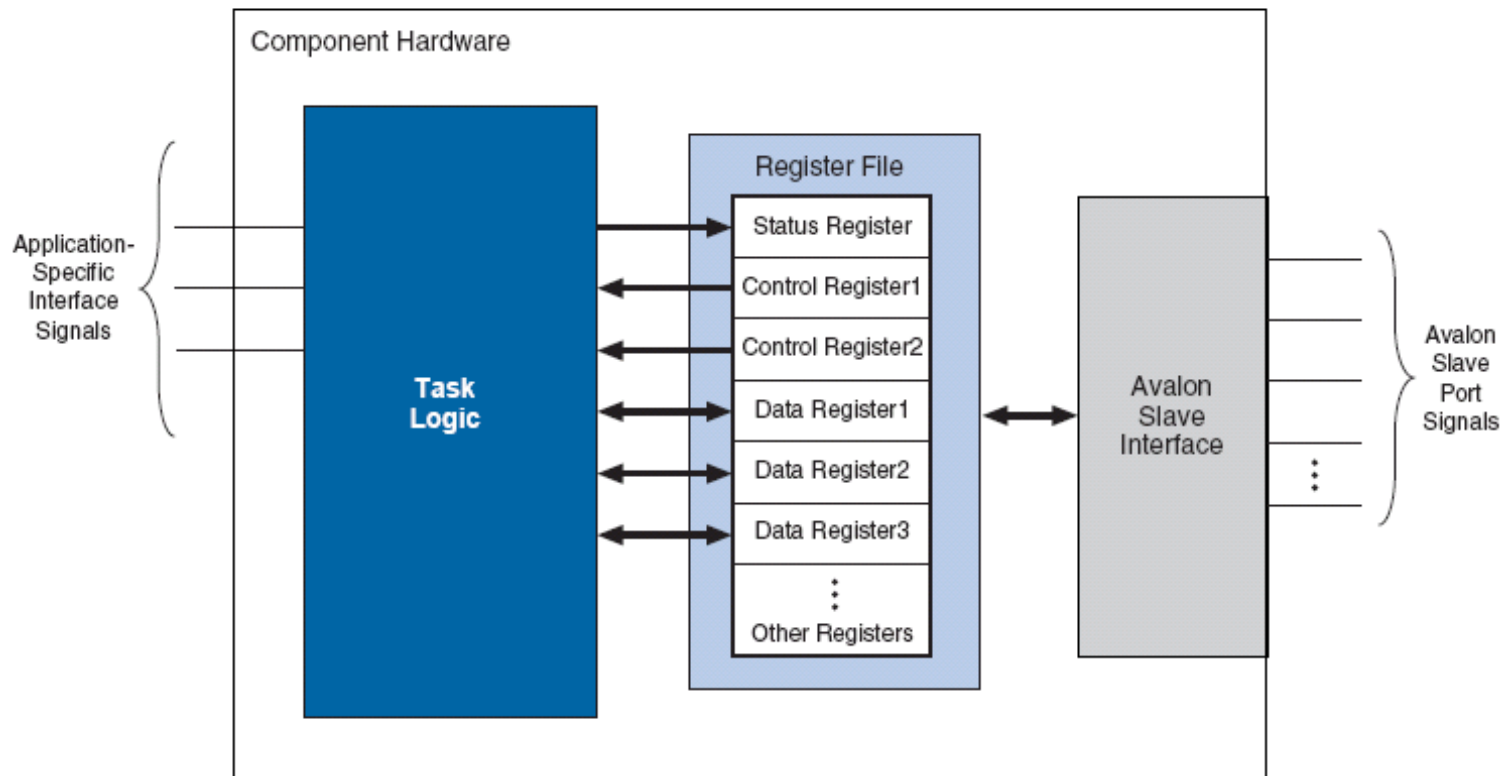 Component Hardware
Application-
Specific
Interface
Signals
Task
Logic
Register File
Status Register
Control Register1
Control Register2
Data Register1
Data Register2
Data Register3
Other Registers
Avalon
Slave
Interface
Avalon
Slave
Port
Signals